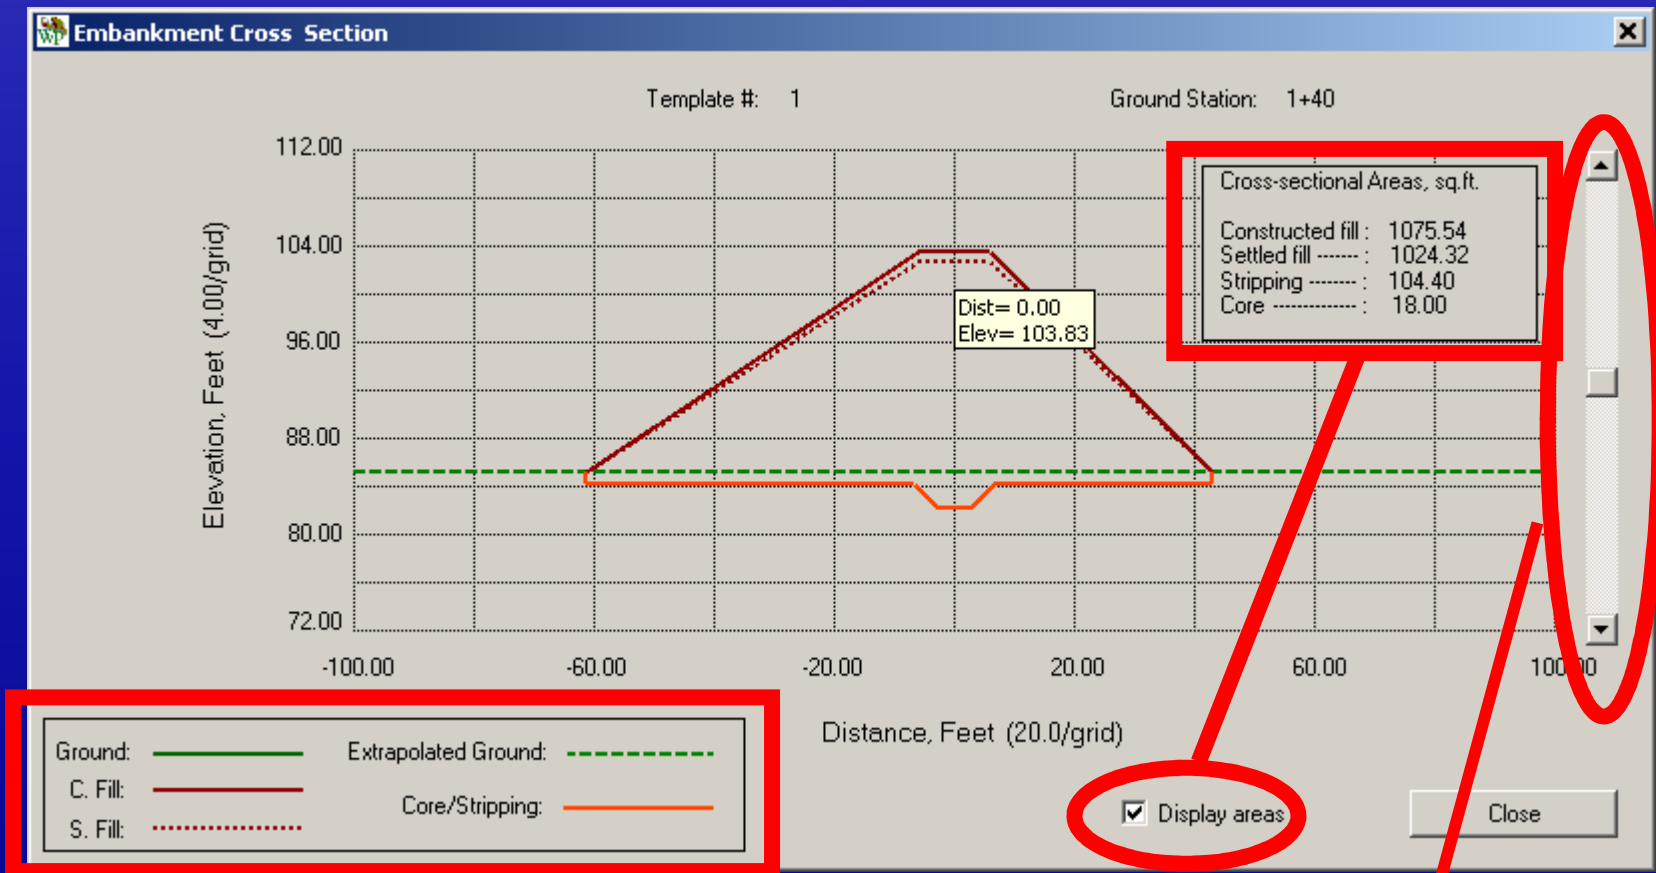 WP Embankment Cross Section
Template #: 1 Ground Station: 1+40
112.00
104.00
96.00
88.00
80.00
72.00
Elevation, Feet (4.00/grid)
Cross-sectional Areas, sq.ft.
Constructed fill : 1075.54
Settled fill ------- : 1024.32
Stripping -------- : 104.40
Core -------------- : 18.00
Dist= 0.00
Elev= 103.83
-100.00 -60.00 -20.00 20.00 60.00 100.00
Distance, Feet (20.0/grid)
Ground: Extrapolated Ground:
C. Fill: Core/Stripping:
S. Fill:
Display areas
Close